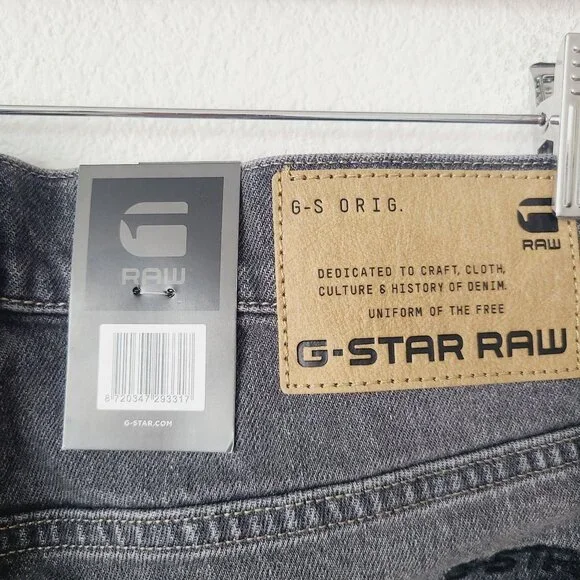 RAW
8 720347 293317
G-STAR.COM
G-S ORIG.
RAW
DEDICATED TO CRAFT, CLOTH,
CULTURE & HISTORY OF DENIM.
UNIFORM OF THE FREE
G-STAR RAW